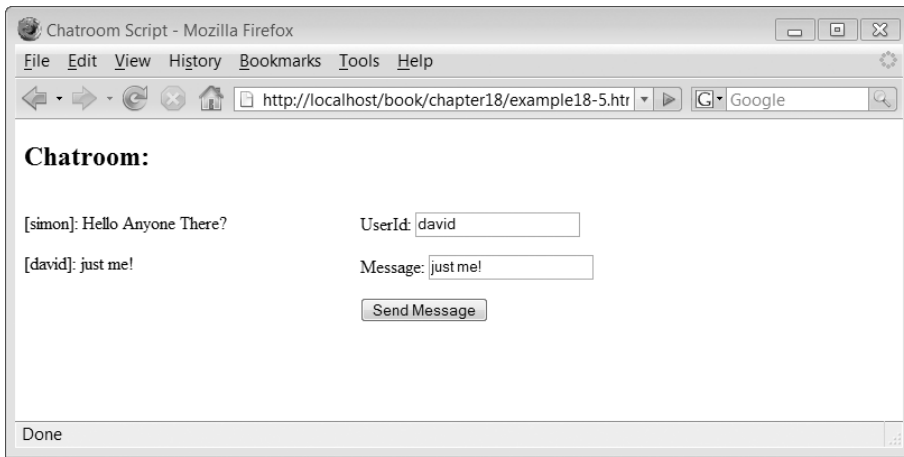 Chatroom Script - Mozilla Firefox
File Edit View History Bookmarks Tools Help
http://localhost/book/chapter18/example18-5.htr G Google
Chatroom:
[simon]: Hello Anyone There? UserId: david
[david]: just me! Message: just me!
Send Message
Done